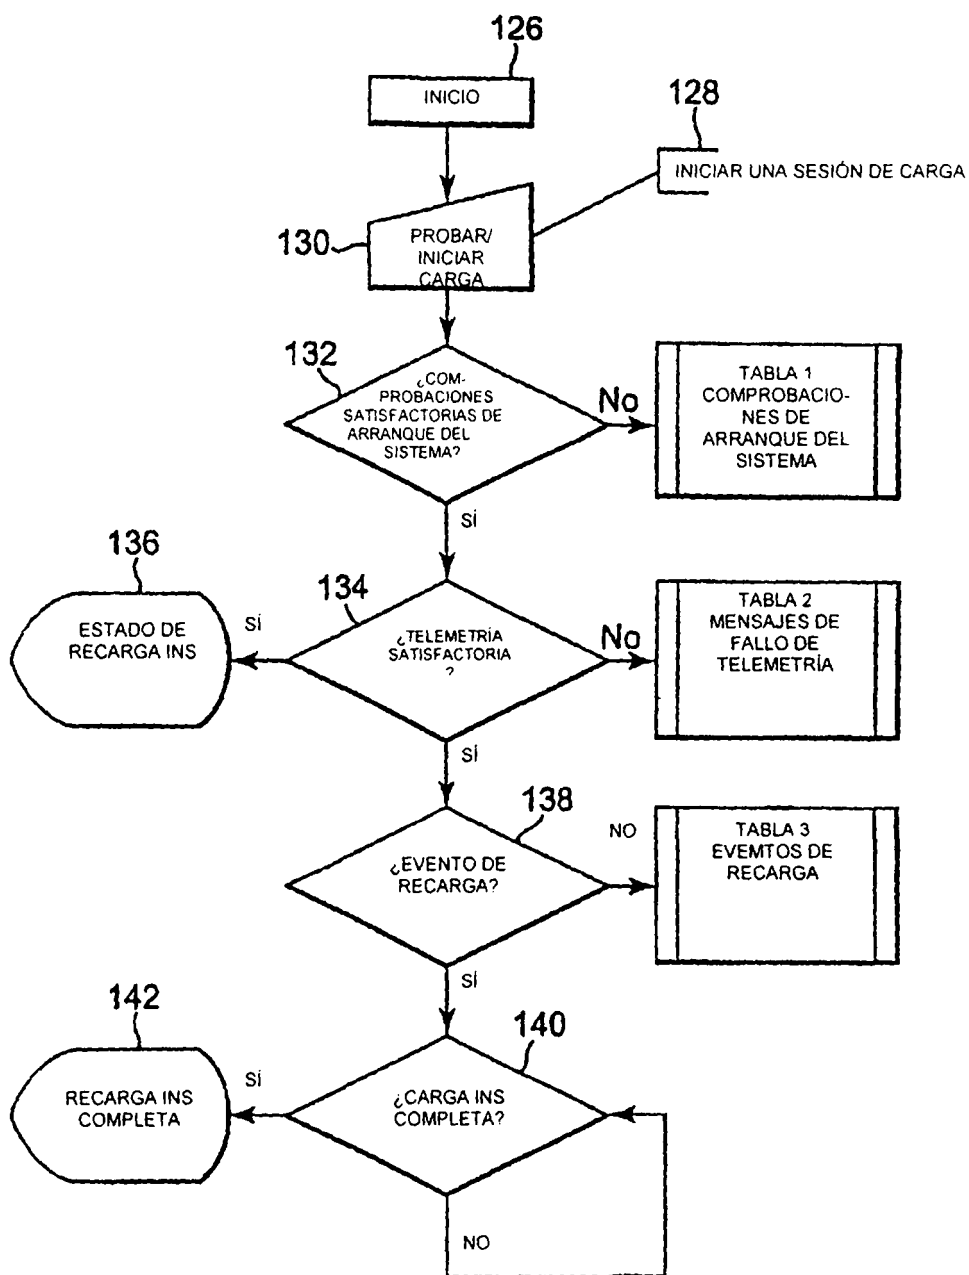 126
INICIO
128
INICIAR UNA SESIÓN DE CARGA
130
PROBAR/
INICIAR
CARGA
132
¿COM-
PROBACIONES
SATISFACTORIAS DE
ARRANQUE DEL
SISTEMA?
No
TABLA 1
COMPROBACIO-
NES DE
ARRANQUE DEL
SISTEMA
SÍ
136
ESTADO DE
RECARGA INS
SÍ
134
¿TELEMETRÍA
SATISFACTORIA
?
No
TABLA 2
MENSAJES DE
FALLO DE
TELEMETRÍA
SÍ
138
¿EVENTO DE
RECARGA?
NO
TABLA 3
EVEMTOS DE
RECARGA
SÍ
142
RECARGA INS
COMPLETA
SÍ
140
¿CARGA INS
COMPLETA?
NO